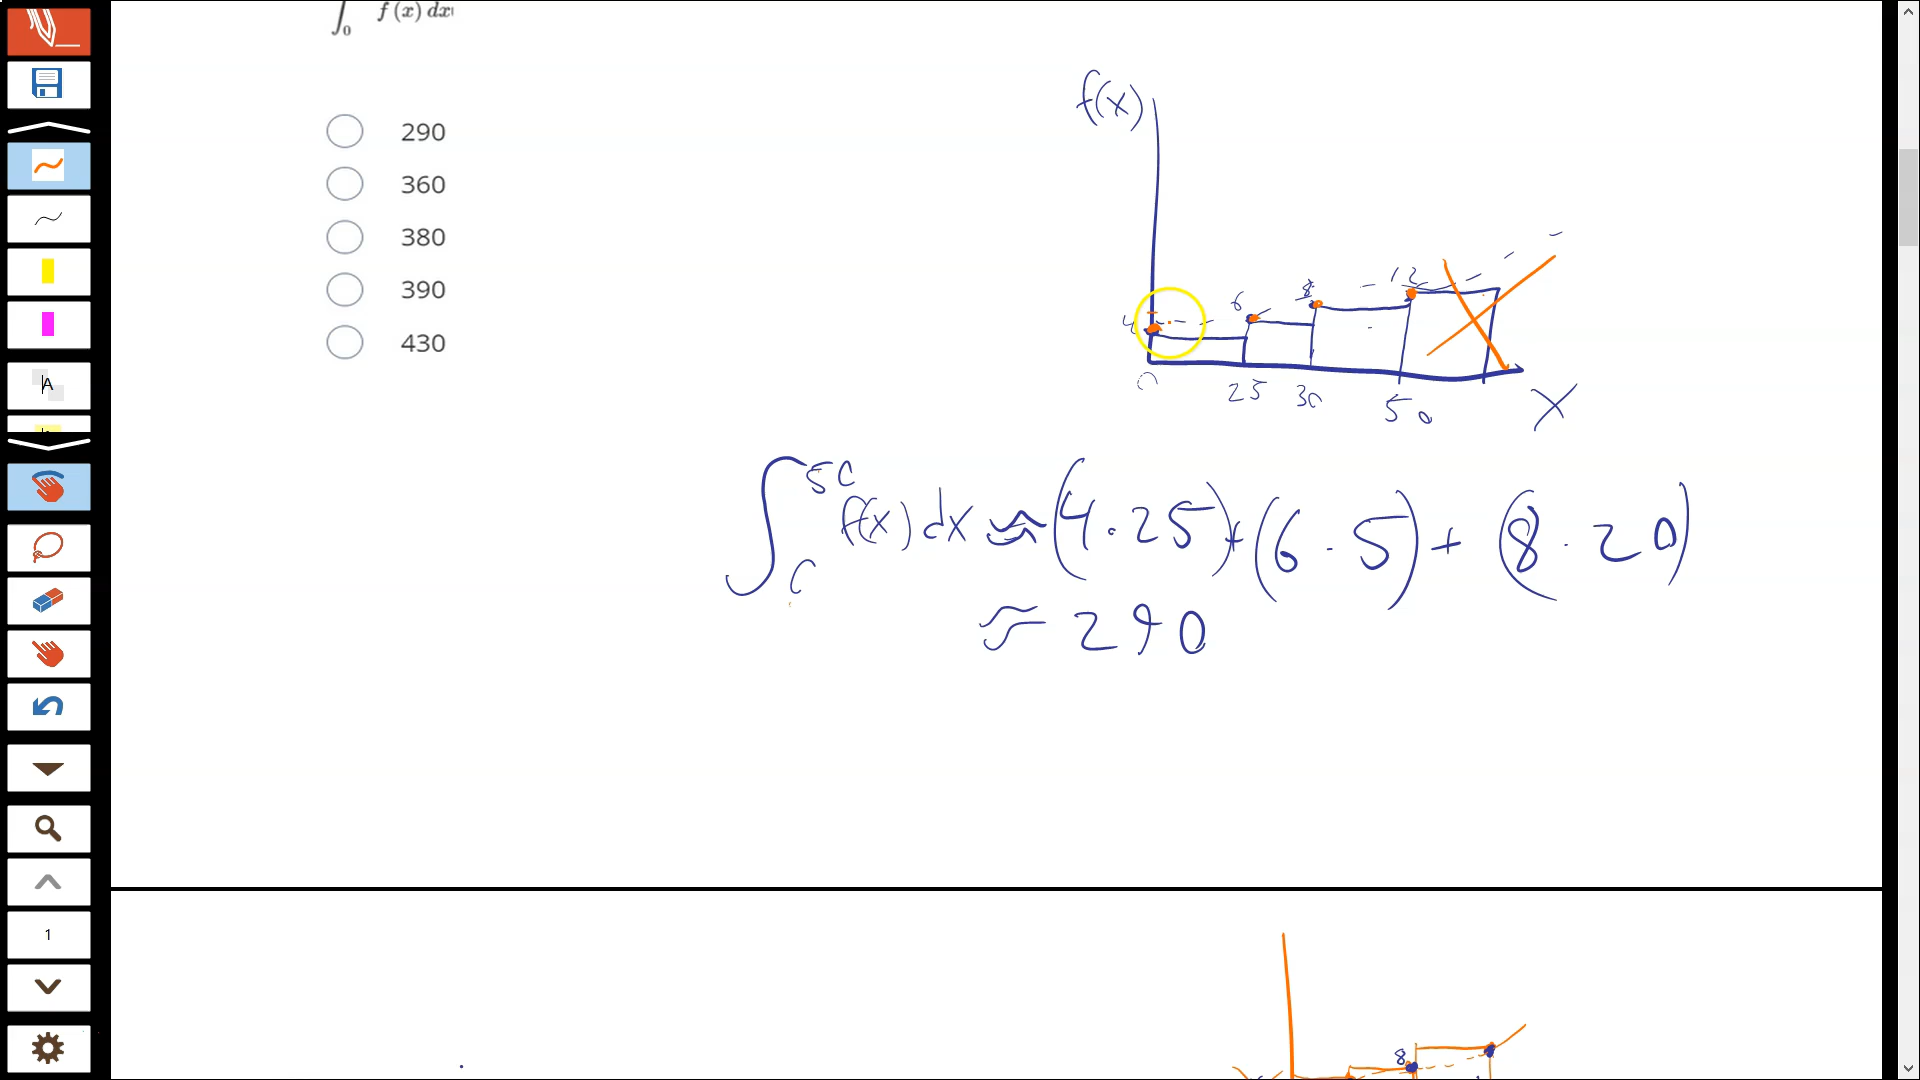 ∫₀ f(x) dx
f(x)
290
360
380
390
430
4 6 8 12
0 25 30 50 X
∫₀⁵⁰ f(x) dx ≈ (4·25) + (6·5) + (8·20)
≈ 290
A
1
8